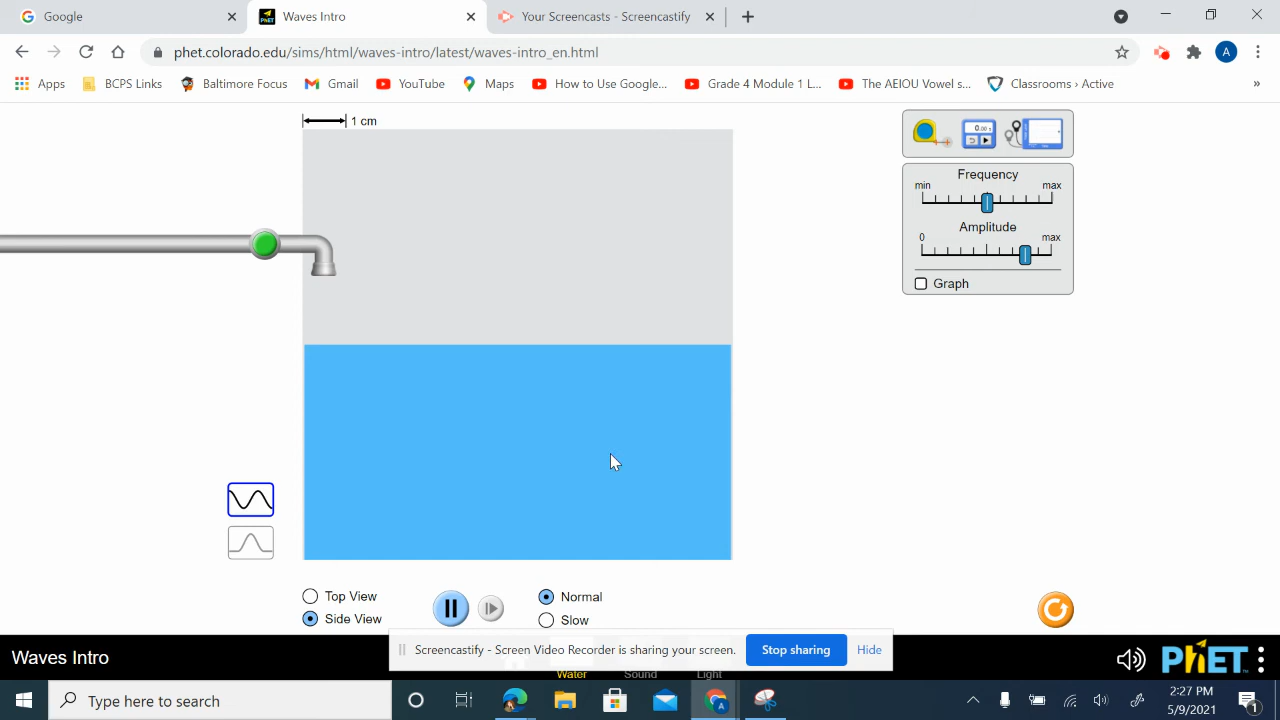 Google
Waves Intro
Your Screencasts - Screencastify
phet.colorado.edu/sims/html/waves-intro/latest/waves-intro_en.html
A
Apps
BCPS Links
Baltimore Focus
Gmail
YouTube
Maps
How to Use Google...
Grade 4 Module 1 L...
The AEIOU Vowel s...
Classrooms › Active
»
1 cm
0.00 s
Frequency
min
max
Amplitude
0
max
Graph
Top View
Side View
Normal
Slow
Screencastify - Screen Video Recorder is sharing your screen.
Stop sharing
Hide
Waves Intro
Water
Sound
Light
PhET
Type here to search
2:27 PM
5/9/2021
1